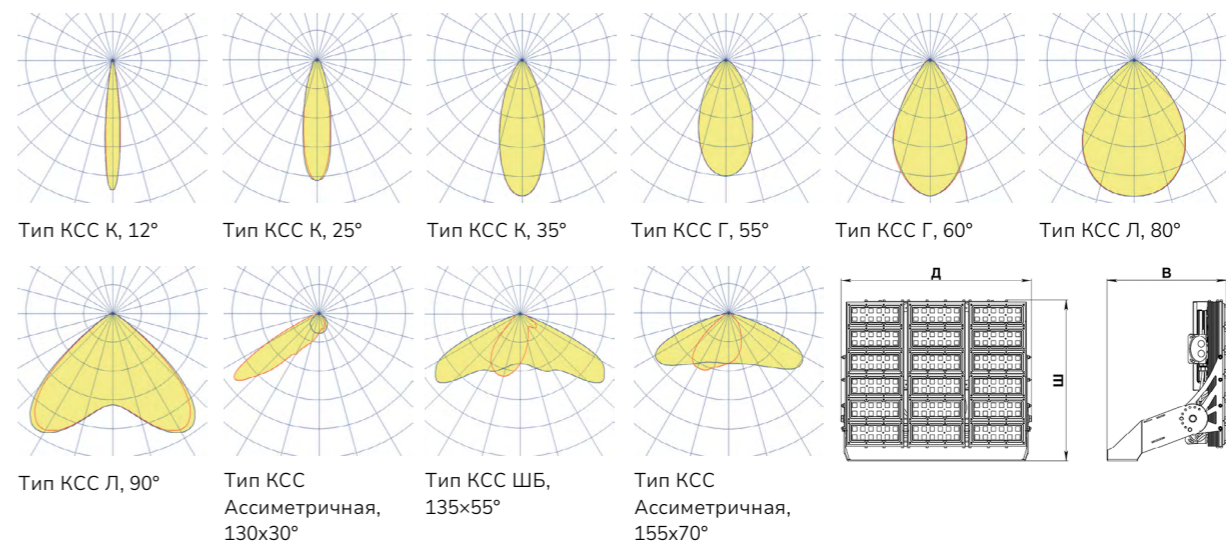 Тип КСС К, 12°
Тип КСС К, 25°
Тип КСС К, 35°
Тип КСС Г, 55°
Тип КСС Г, 60°
Тип КСС Л, 80°
Тип КСС Л, 90°
Тип КСС
Ассиметричная,
130x30°
Тип КСС ШБ,
135×55°
Тип КСС
Ассиметричная,
155x70°
Д
Ш
В